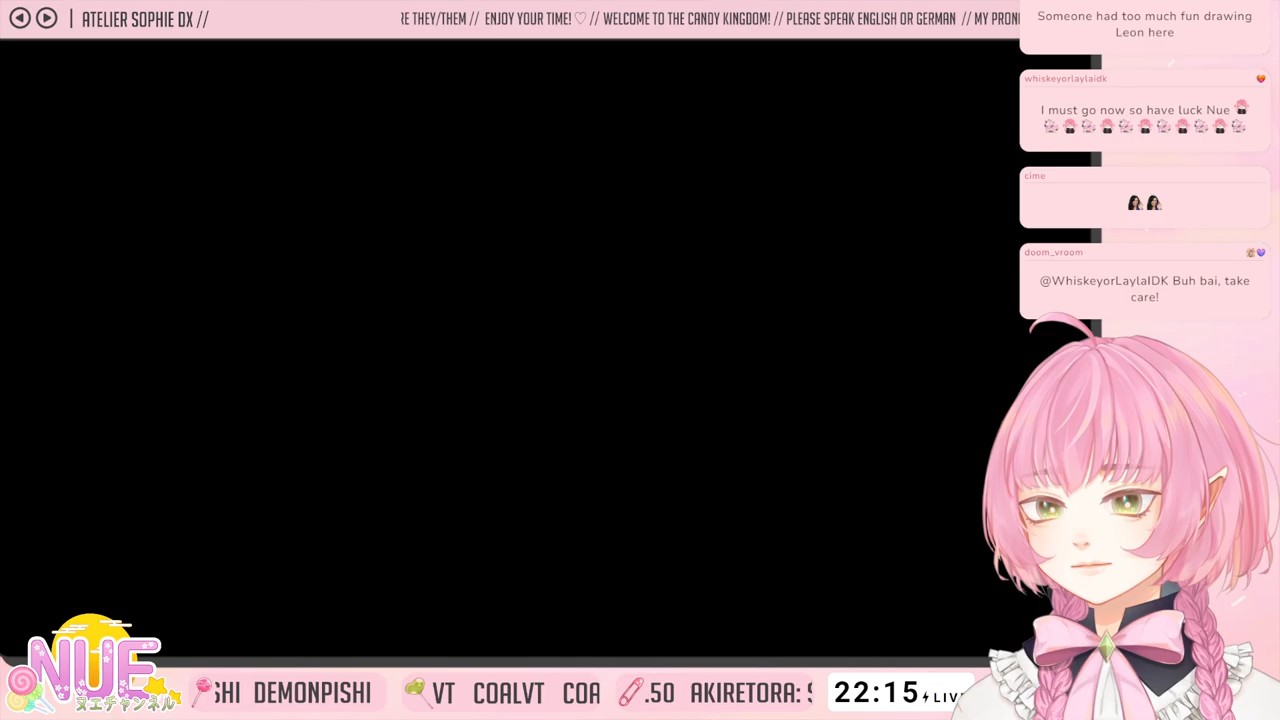 ATELIER SOPHIE DX //
RE THEY/THEM // ENJOY YOUR TIME! ♡ // WELCOME TO THE CANDY KINGDOM! // PLEASE SPEAK ENGLISH OR GERMAN // MY PRON
Someone had too much fun drawing
Leon here
whiskeyorlaylaidk
I must go now so have luck Nue
cime
doom_vroom
@WhiskeyorLaylaIDK Buh bai, take
care!
NUE
ヌエチャンネル
SHI DEMONPISHI
VT COALVT COA
.50 AKIRETORA: S
22:15
LIVE